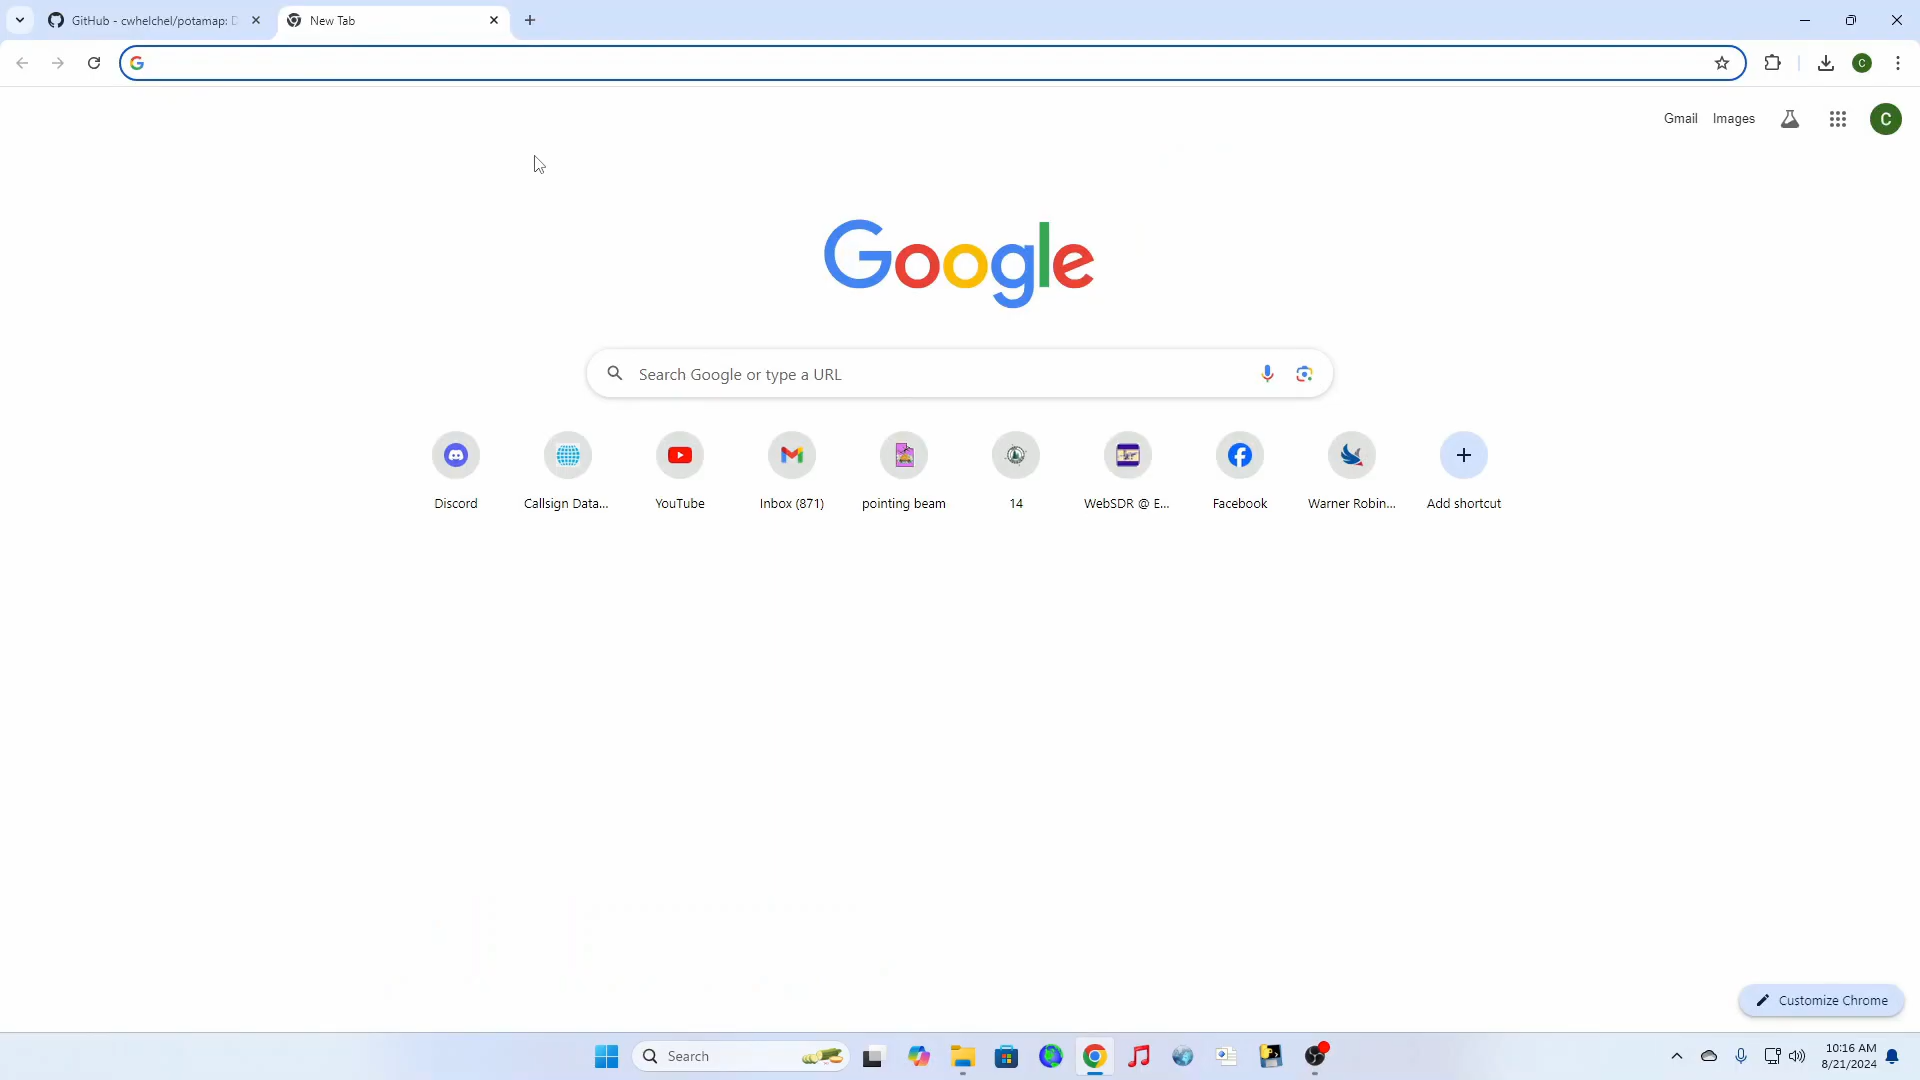 GitHub - cwhelchel/potamap: D
New Tab
Gmail
Images
C
Google
Search Google or type a URL
Discord
Callsign Data...
YouTube
Inbox (871)
pointing beam
14
WebSDR @ E...
Facebook
Warner Robin...
Add shortcut
Customize Chrome
Search
10:16 AM
8/21/2024